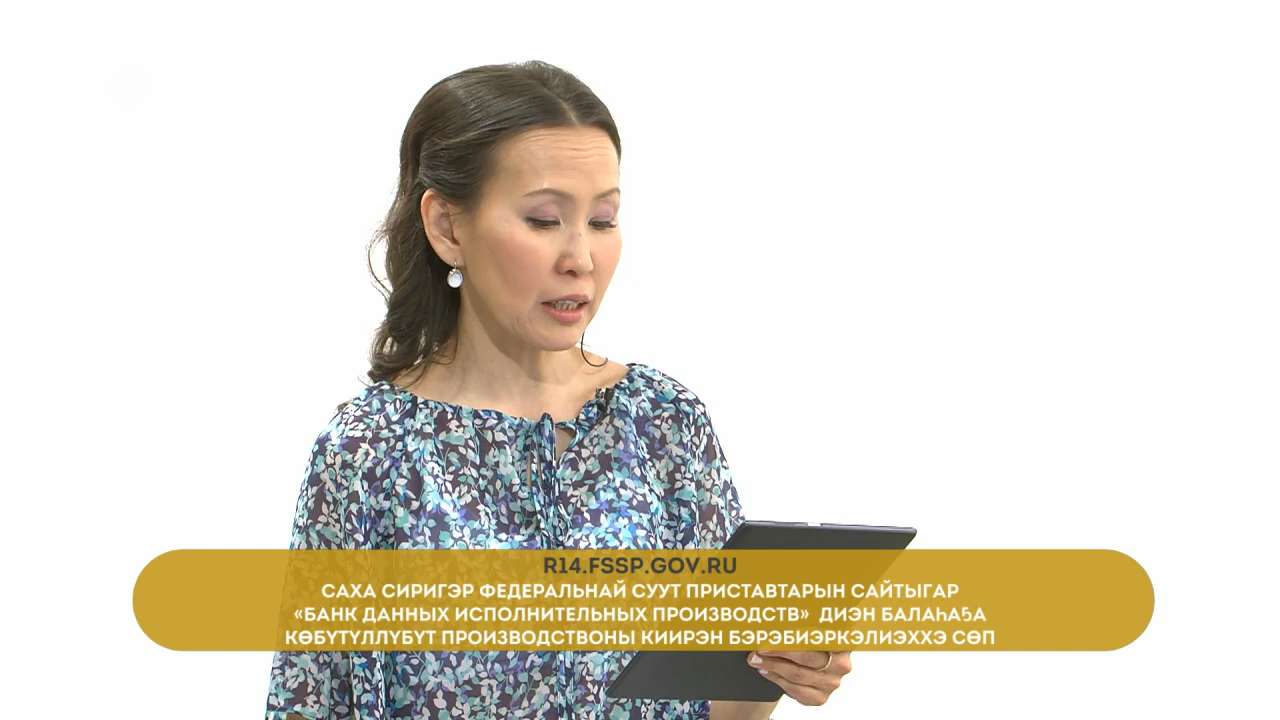 R14.FSSP.GOV.RU
САХА СИРИГЭР ФЕДЕРАЛЬНАЙ СУУТ ПРИСТАВТАРЫН САЙТЫГАР
«БАНК ДАННЫХ ИСПОЛНИТЕЛЬНЫХ ПРОИЗВОДСТВ» ДИЭН БАЛАҺАҔА
КӨБҮТҮЛЛҮБҮТ ПРОИЗВОДСТВОНЫ КИИРЭН БЭРЭБИЭРКЭЛИЭХХЭ СӨП